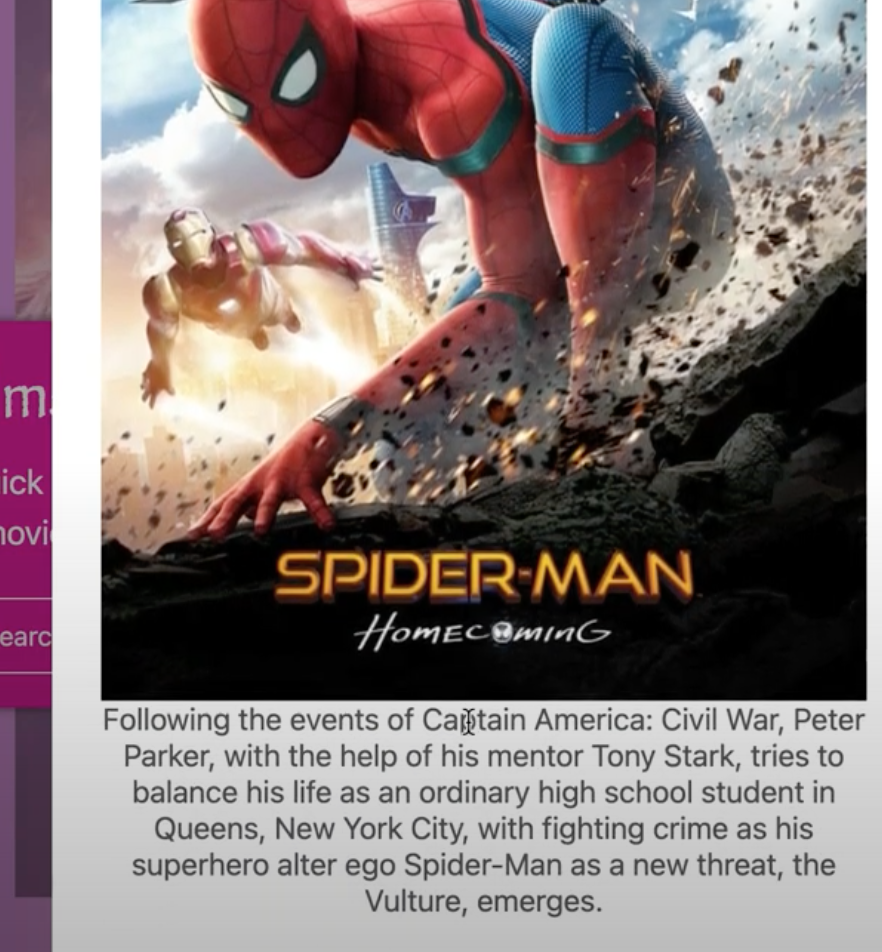 m.
lick
novi
earc
SPIDER-MAN
HOMECOMING
Following the events of Captain America: Civil War, Peter
Parker, with the help of his mentor Tony Stark, tries to
balance his life as an ordinary high school student in
Queens, New York City, with fighting crime as his
superhero alter ego Spider-Man as a new threat, the
Vulture, emerges.